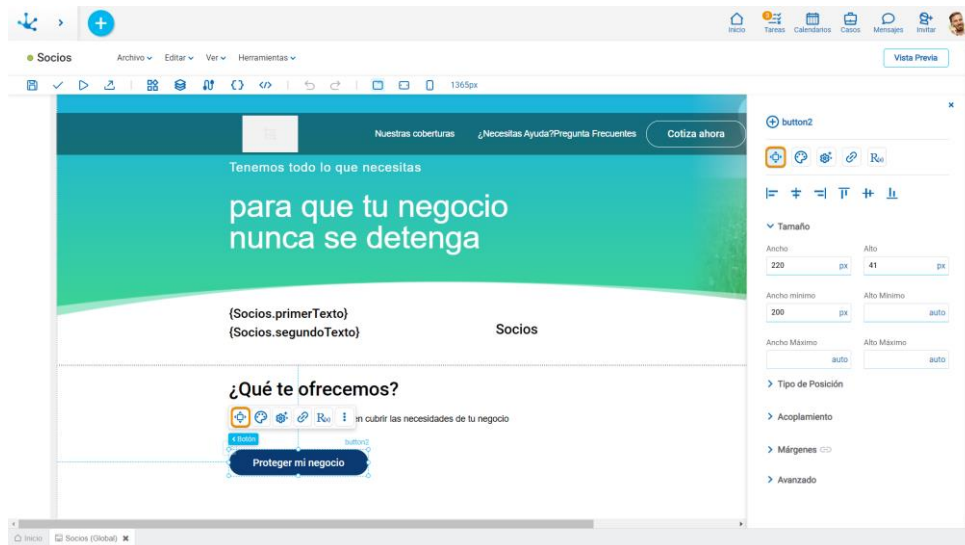 Inicio
Tareas
Calendarios
Casos
Mensajes
Invitar
Socios
Archivo
Editar
Ver
Herramientas
Vista Previa
1365px
Nuestras coberturas
¿Necesitas Ayuda?Pregunta Frecuentes
Cotiza ahora
Tenemos todo lo que necesitas
para que tu negocio
nunca se detenga
{Socios.primerTexto}
{Socios.segundoTexto}
Socios
¿Qué te ofrecemos?
en cubrir las necesidades de tu negocio
Botón
button2
Proteger mi negocio
button2
Tamaño
Ancho
Alto
220 px
41 px
Ancho mínimo
Alto Mínimo
200 px
auto
Ancho Máximo
Alto Máximo
auto
auto
Tipo de Posición
Acoplamiento
Márgenes
Avanzado
Inicio
Socios (Global)